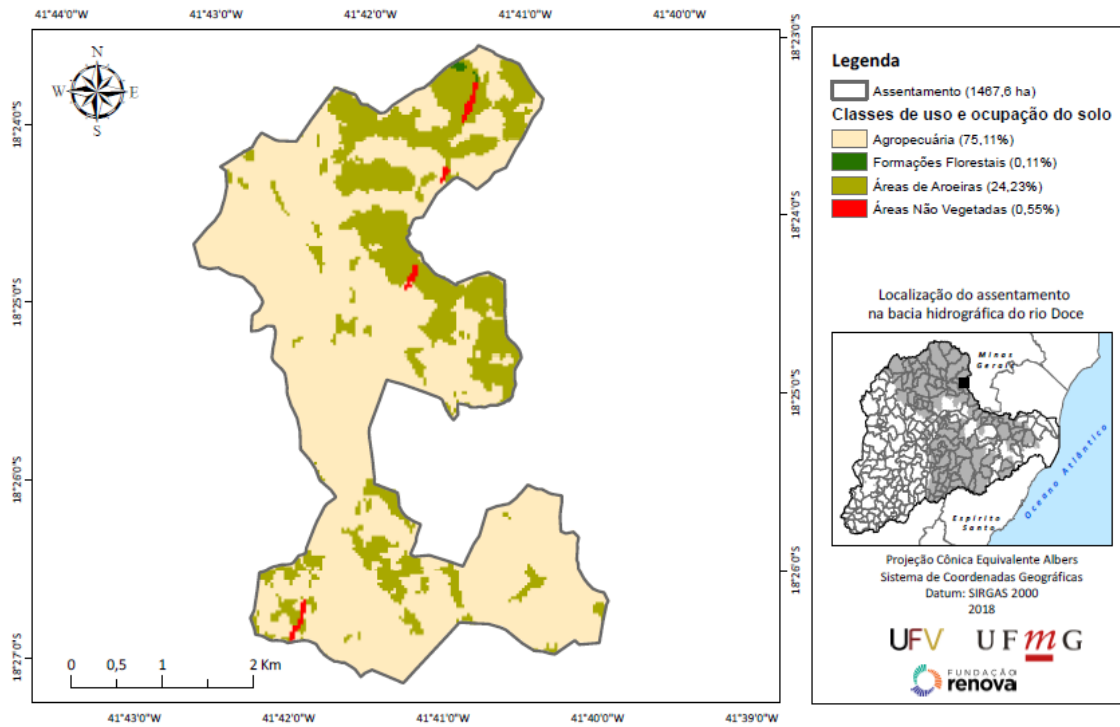 41°44'0"W 41°43'0"W 41°42'0"W 41°41'0"W 41°40'0"W
N
W E
S
18°24'0"S
18°25'0"S
18°26'0"S
18°27'0"S
18°23'0"S
18°24'0"S
18°25'0"S
18°26'0"S
0 0,5 1 2 Km
41°43'0"W 41°42'0"W 41°41'0"W 41°40'0"W 41°39'0"W
Legenda
Assentamento (1467,6 ha)
Classes de uso e ocupação do solo
Agropecuária (75,11%)
Formações Florestais (0,11%)
Áreas de Aroeiras (24,23%)
Áreas Não Vegetadas (0,55%)
Localização do assentamento
na bacia hidrográfica do rio Doce
Minas
Gerais
Oceano Atlântico
Espírito
Santo
Projeção Cônica Equivalente Albers
Sistema de Coordenadas Geográficas
Datum: SIRGAS 2000
2018
UFV UFmG
FUNDAÇÃO
renova